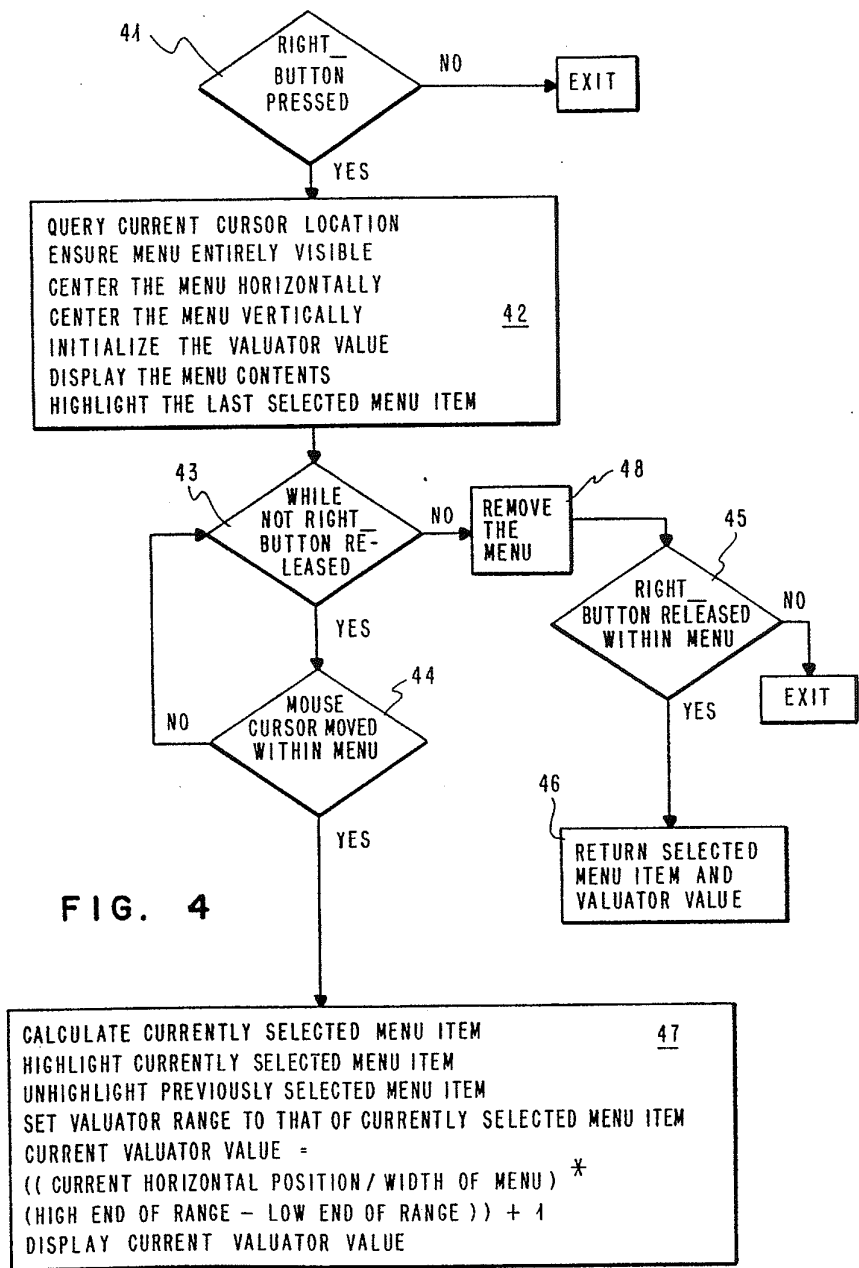 41
RIGHT_
BUTTON
PRESSED
NO
EXIT
YES
QUERY CURRENT CURSOR LOCATION
ENSURE MENU ENTIRELY VISIBLE
CENTER THE MENU HORIZONTALLY
CENTER THE MENU VERTICALLY
42
INITIALIZE THE VALUATOR VALUE
DISPLAY THE MENU CONTENTS
HIGHLIGHT THE LAST SELECTED MENU ITEM
43
WHILE
NOT RIGHT_
BUTTON RE-
LEASED
NO
48
REMOVE
THE
MENU
45
RIGHT_
BUTTON RELEASED
WITHIN MENU
NO
EXIT
YES
YES
44
MOUSE
CURSOR MOVED
WITHIN MENU
NO
YES
46
RETURN SELECTED
MENU ITEM AND
VALUATOR VALUE
FIG. 4
CALCULATE CURRENTLY SELECTED MENU ITEM
47
HIGHLIGHT CURRENTLY SELECTED MENU ITEM
UNHIGHLIGHT PREVIOUSLY SELECTED MENU ITEM
SET VALUATOR RANGE TO THAT OF CURRENTLY SELECTED MENU ITEM
CURRENT VALUATOR VALUE =
(( CURRENT HORIZONTAL POSITION / WIDTH OF MENU ) *
(HIGH END OF RANGE - LOW END OF RANGE )) + 1
DISPLAY CURRENT VALUATOR VALUE